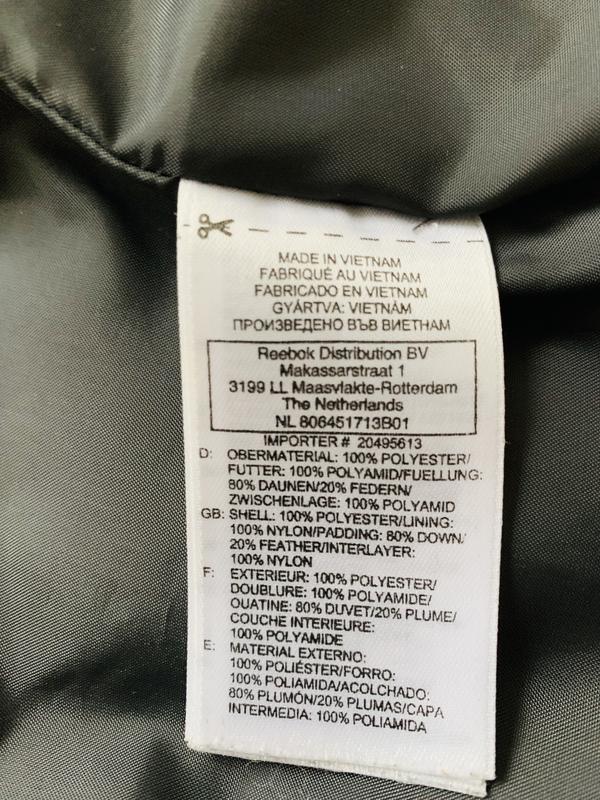 MADE IN VIETNAM
FABRIQUÉ AU VIETNAM
FABRICADO EN VIETNAM
GYÁRTVA: VIETNÁM
ПРОИЗВЕДЕНО ВЪВ ВИЕТНАМ
Reebok Distribution BV
Makassarstraat 1
3199 LL Maasvlakte-Rotterdam
The Netherlands
NL 806451713B01
IMPORTER # 20495613
D: OBERMATERIAL: 100% POLYESTER/
FUTTER: 100% POLYAMID/FUELLUNG:
80% DAUNEN/20% FEDERN/
ZWISCHENLAGE: 100% POLYAMID
GB: SHELL: 100% POLYESTER/LINING:
100% NYLON/PADDING: 80% DOWN/
20% FEATHER/INTERLAYER:
100% NYLON
F: EXTERIEUR: 100% POLYESTER/
DOUBLURE: 100% POLYAMIDE/
OUATINE: 80% DUVET/20% PLUME/
COUCHE INTERIEURE:
100% POLYAMIDE
E: MATERIAL EXTERNO:
100% POLIÉSTER/FORRO:
100% POLIAMIDA/ACOLCHADO:
80% PLUMÓN/20% PLUMAS/CAPA
INTERMEDIA: 100% POLIAMIDA